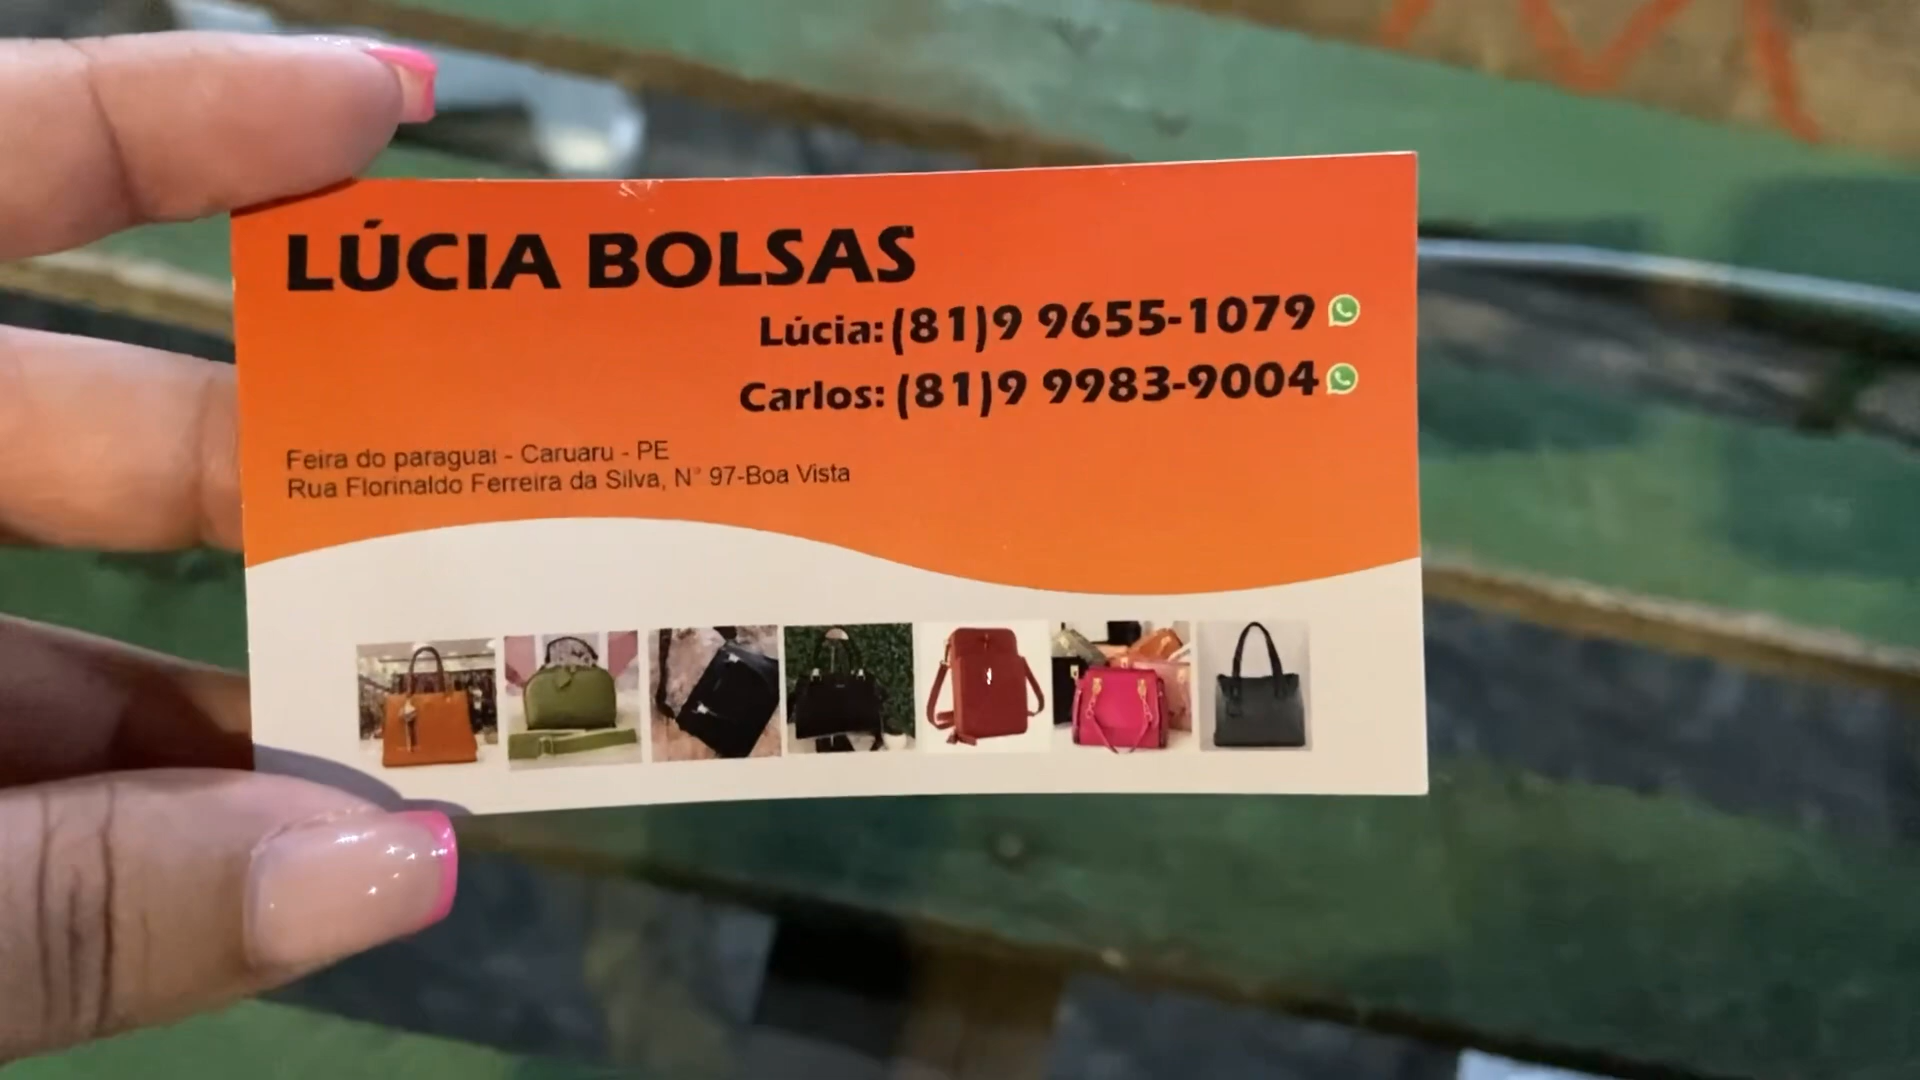 LÚCIA BOLSAS
Lúcia: (81)9 9655-1079
Carlos: (81)9 9983-9004
Feira do paraguai - Caruaru - PE
Rua Florinaldo Ferreira da Silva, N° 97-Boa Vista